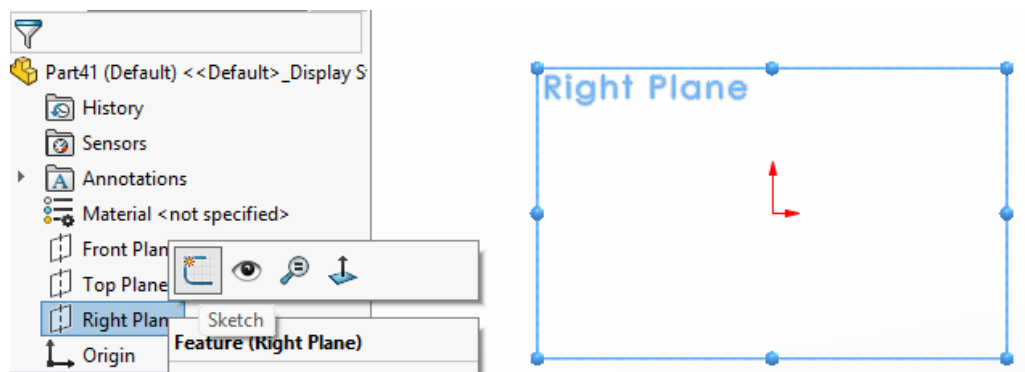 Part41 (Default) <<Default>_Display S
History
Sensors
Annotations
Material <not specified>
Front Plan
Top Plane
Right Plan
Sketch
Feature (Right Plane)
Origin
Right Plane